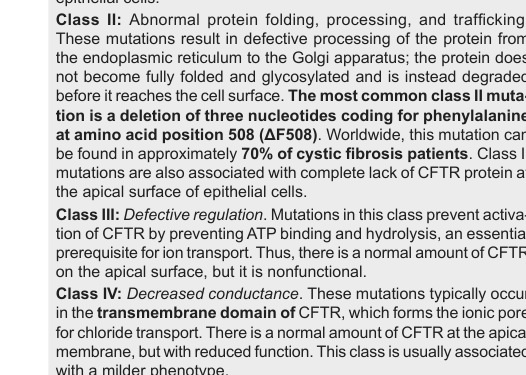 epithelial cells.
Class II: Abnormal protein folding, processing, and trafficking.
These mutations result in defective processing of the protein from
the endoplasmic reticulum to the Golgi apparatus; the protein does
not become fully folded and glycosylated and is instead degraded
before it reaches the cell surface. The most common class II muta-
tion is a deletion of three nucleotides coding for phenylalanine
at amino acid position 508 (ΔF508). Worldwide, this mutation can
be found in approximately 70% of cystic fibrosis patients. Class I
mutations are also associated with complete lack of CFTR protein at
the apical surface of epithelial cells.
Class III: Defective regulation. Mutations in this class prevent activa-
tion of CFTR by preventing ATP binding and hydrolysis, an essential
prerequisite for ion transport. Thus, there is a normal amount of CFTR
on the apical surface, but it is nonfunctional.
Class IV: Decreased conductance. These mutations typically occur
in the transmembrane domain of CFTR, which forms the ionic pore
for chloride transport. There is a normal amount of CFTR at the apical
membrane, but with reduced function. This class is usually associated
with a milder phenotype.